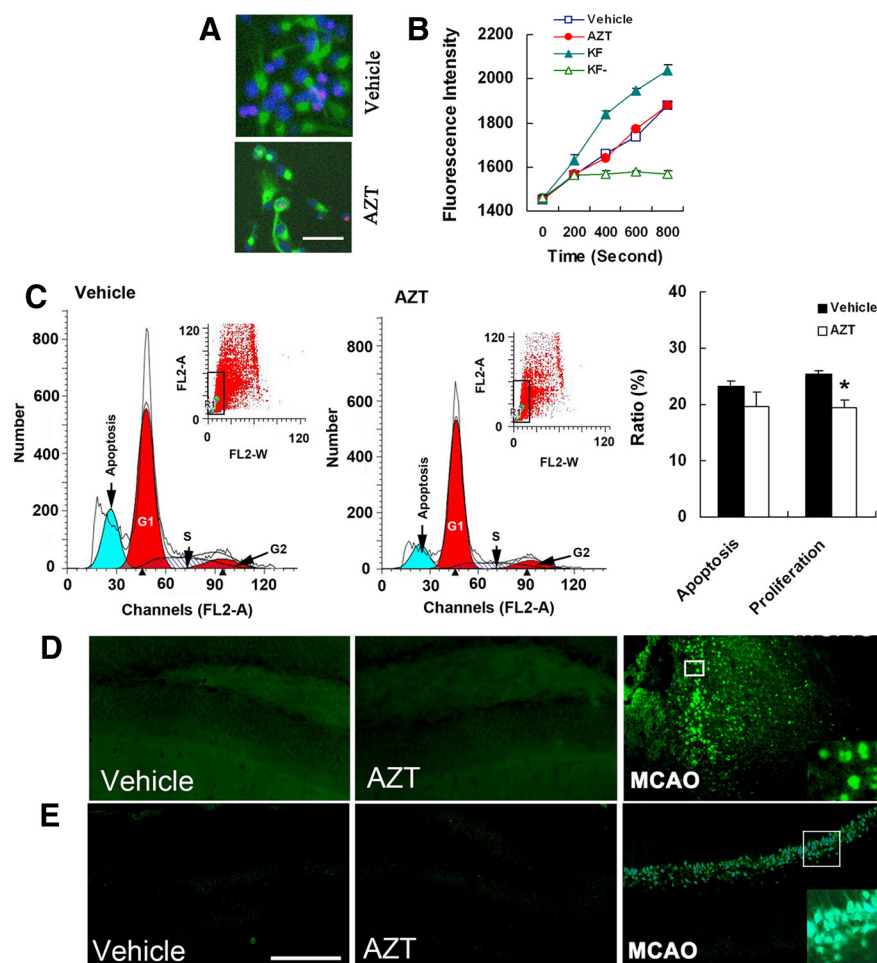 A
Vehicle
AZT
B
Vehicle
AZT
KF
KF-
Fluorescence Intensity
2200
2000
1800
1600
1400
0 200 400 600 800
Time (Second)
C
Vehicle
Number
800
600
400
200
0
0 30 60 90 120
Channels (FL2-A)
Apoptosis
G1
S
G2
120
FL2-A
R1
0
0 120
FL2-W
AZT
Number
800
600
400
200
0
0 30 60 90 120
Channels (FL2-A)
Apoptosis
G1
S
G2
120
FL2-A
R1
0
0 120
FL2-W
Vehicle
AZT
Ratio (%)
40
30
20
10
0
*
Apoptosis
Proliferation
D
Vehicle
AZT
MCAO
E
Vehicle
AZT
MCAO